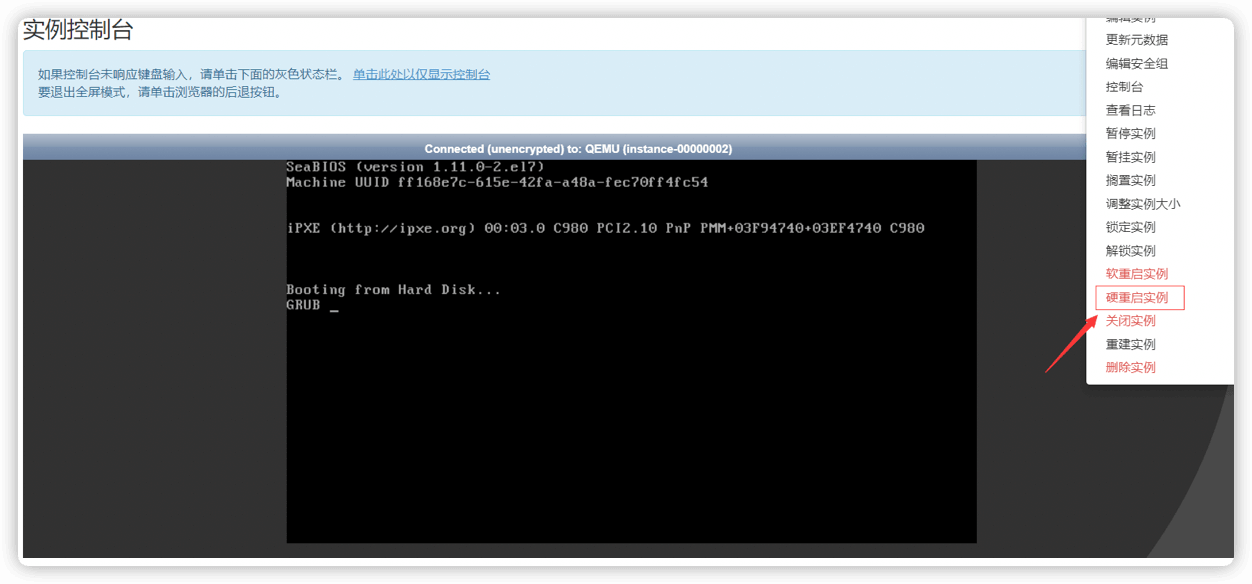 实例控制台
如果控制台未响应键盘输入，请单击下面的灰色状态栏。 单击此处以仅显示控制台
要退出全屏模式，请单击浏览器的后退按钮。
Connected (unencrypted) to: QEMU (instance-00000002)
SeaBIOS (version 1.11.0-2.el7)
Machine UUID ff168e7c-615e-42fa-a48a-fec70ff4fc54
iPXE (http://ipxe.org) 00:03.0 C980 PCI2.10 PnP PMM+03F94740+03EF4740 C980
Booting from Hard Disk...
GRUB _
编辑实例
更新元数据
编辑安全组
控制台
查看日志
暂停实例
暂挂实例
搁置实例
调整实例大小
锁定实例
解锁实例
软重启实例
硬重启实例
关闭实例
重建实例
删除实例